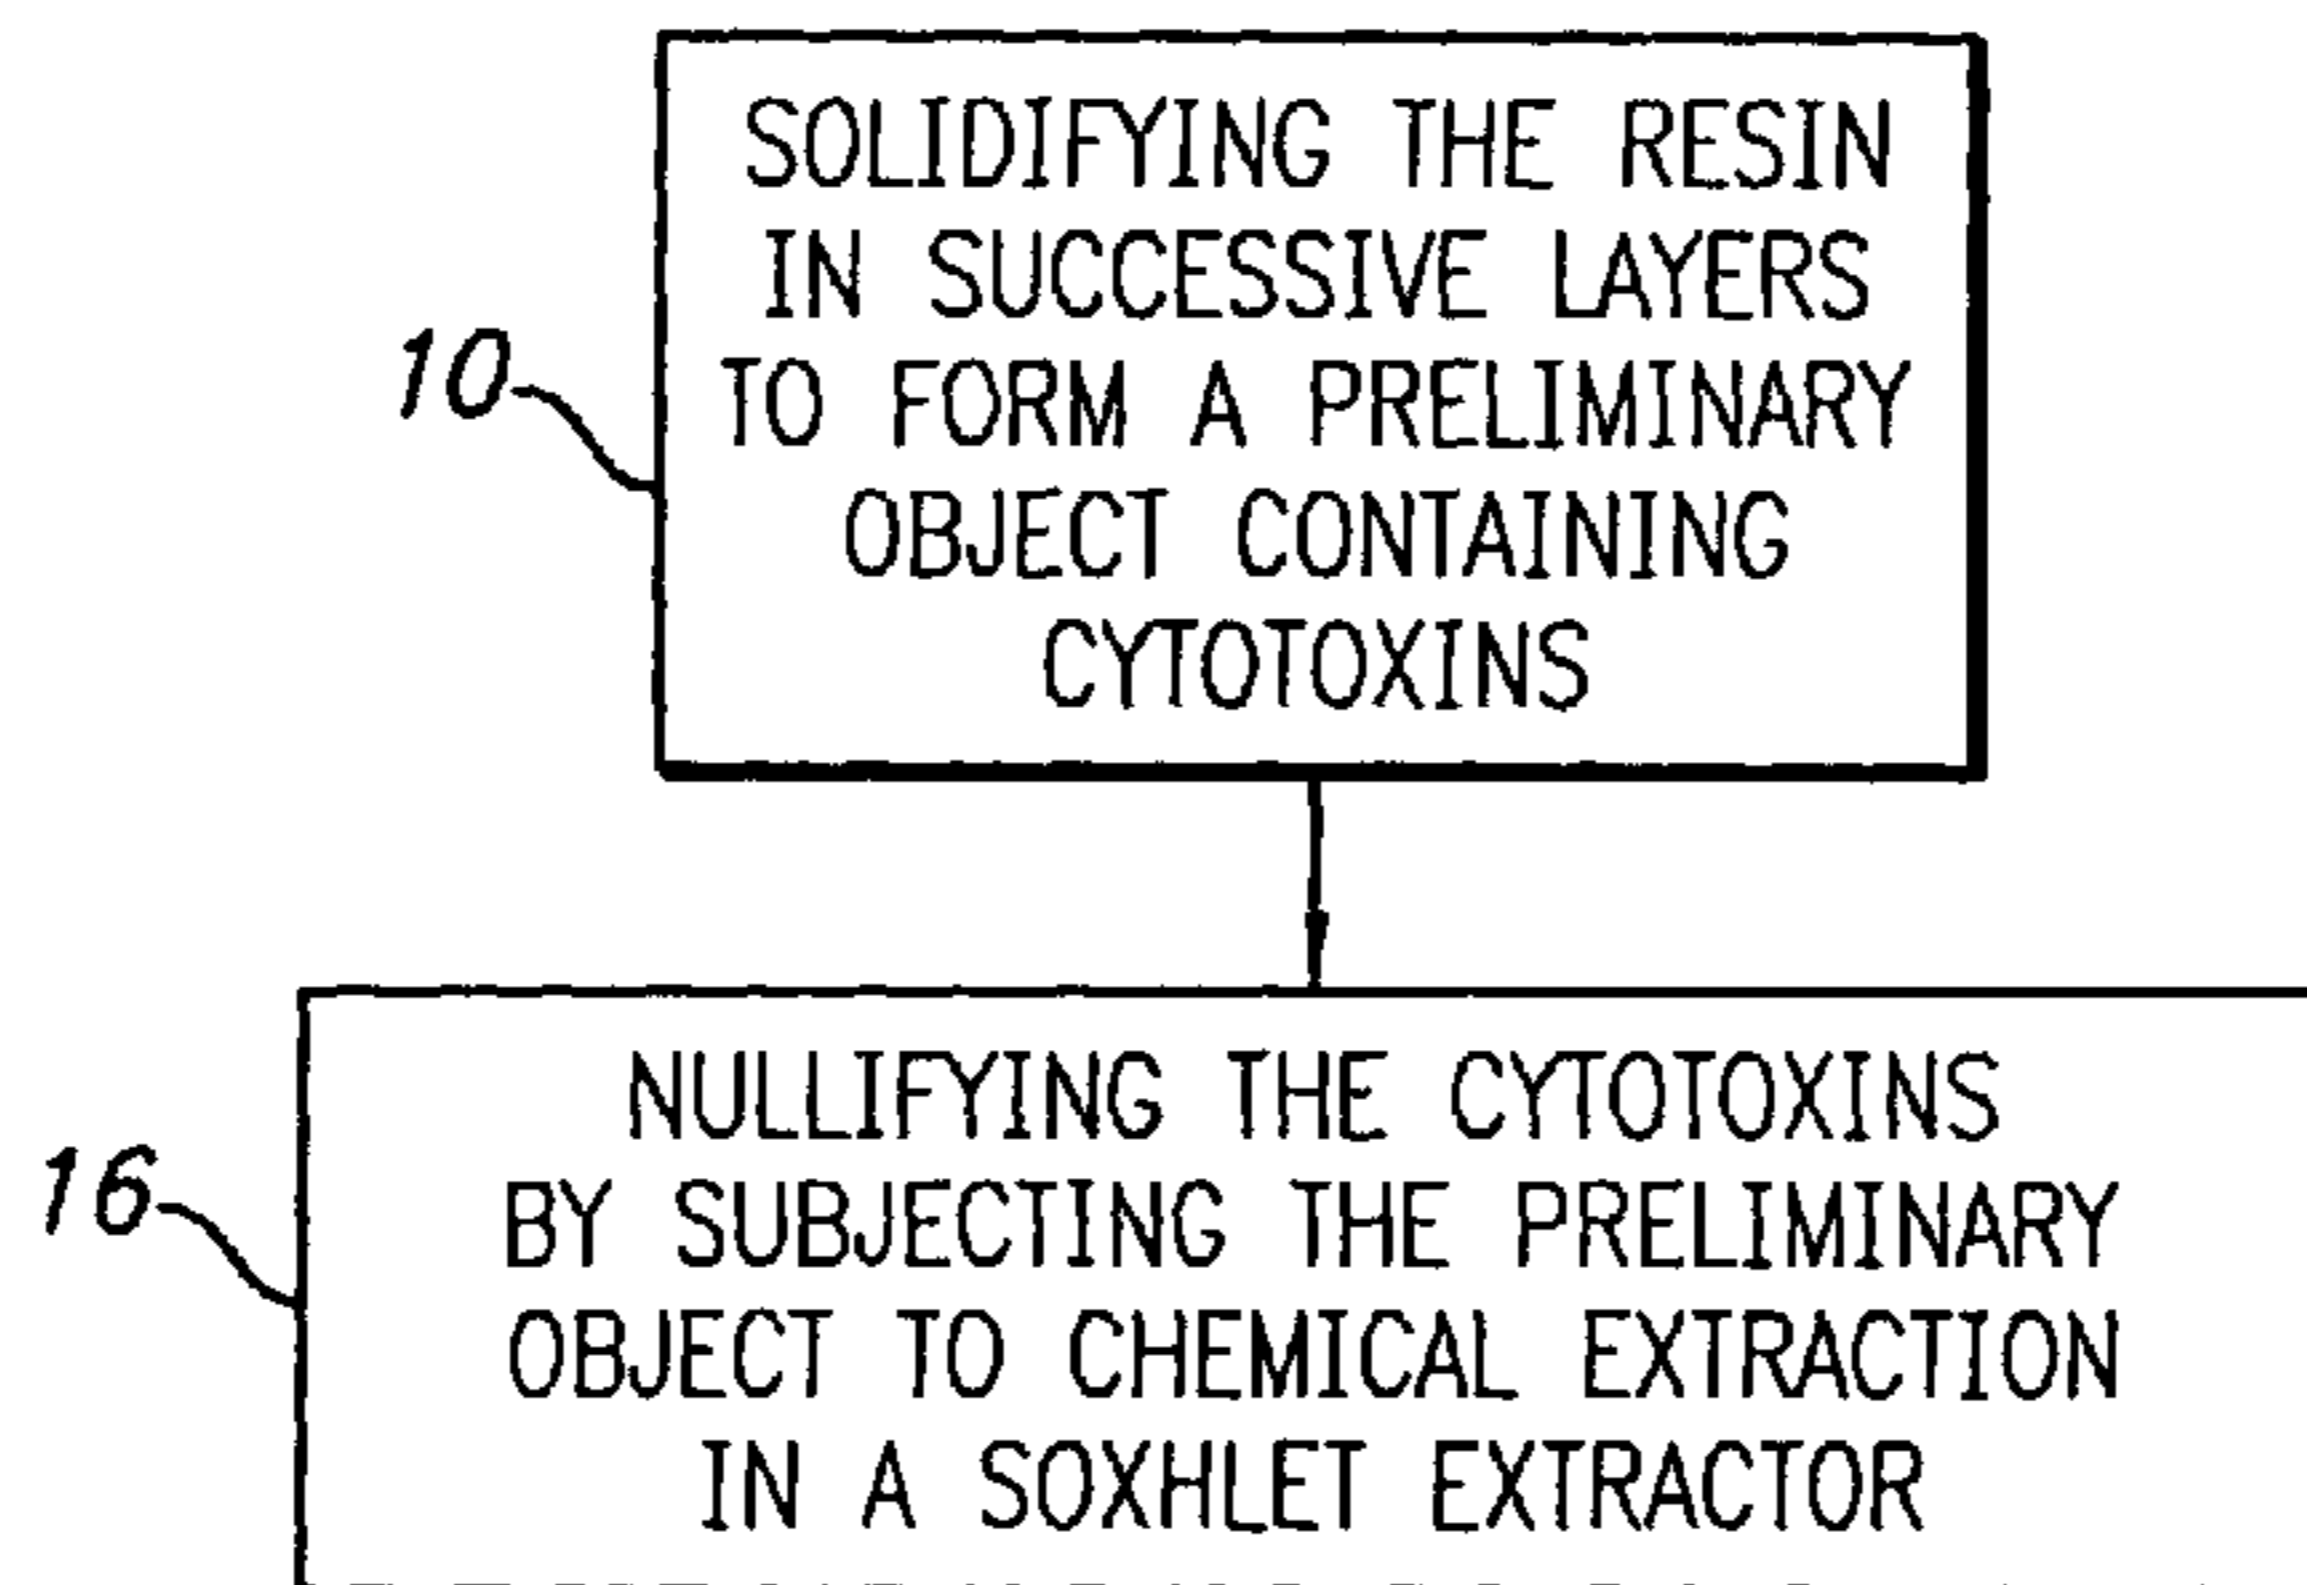 SOLIDIFYING THE RESIN
IN SUCCESSIVE LAYERS
TO FORM A PRELIMINARY
OBJECT CONTAINING
CYTOTOXINS
10
NULLIFYING THE CYTOTOXINS
BY SUBJECTING THE PRELIMINARY
OBJECT TO CHEMICAL EXTRACTION
IN A SOXHLET EXTRACTOR
16